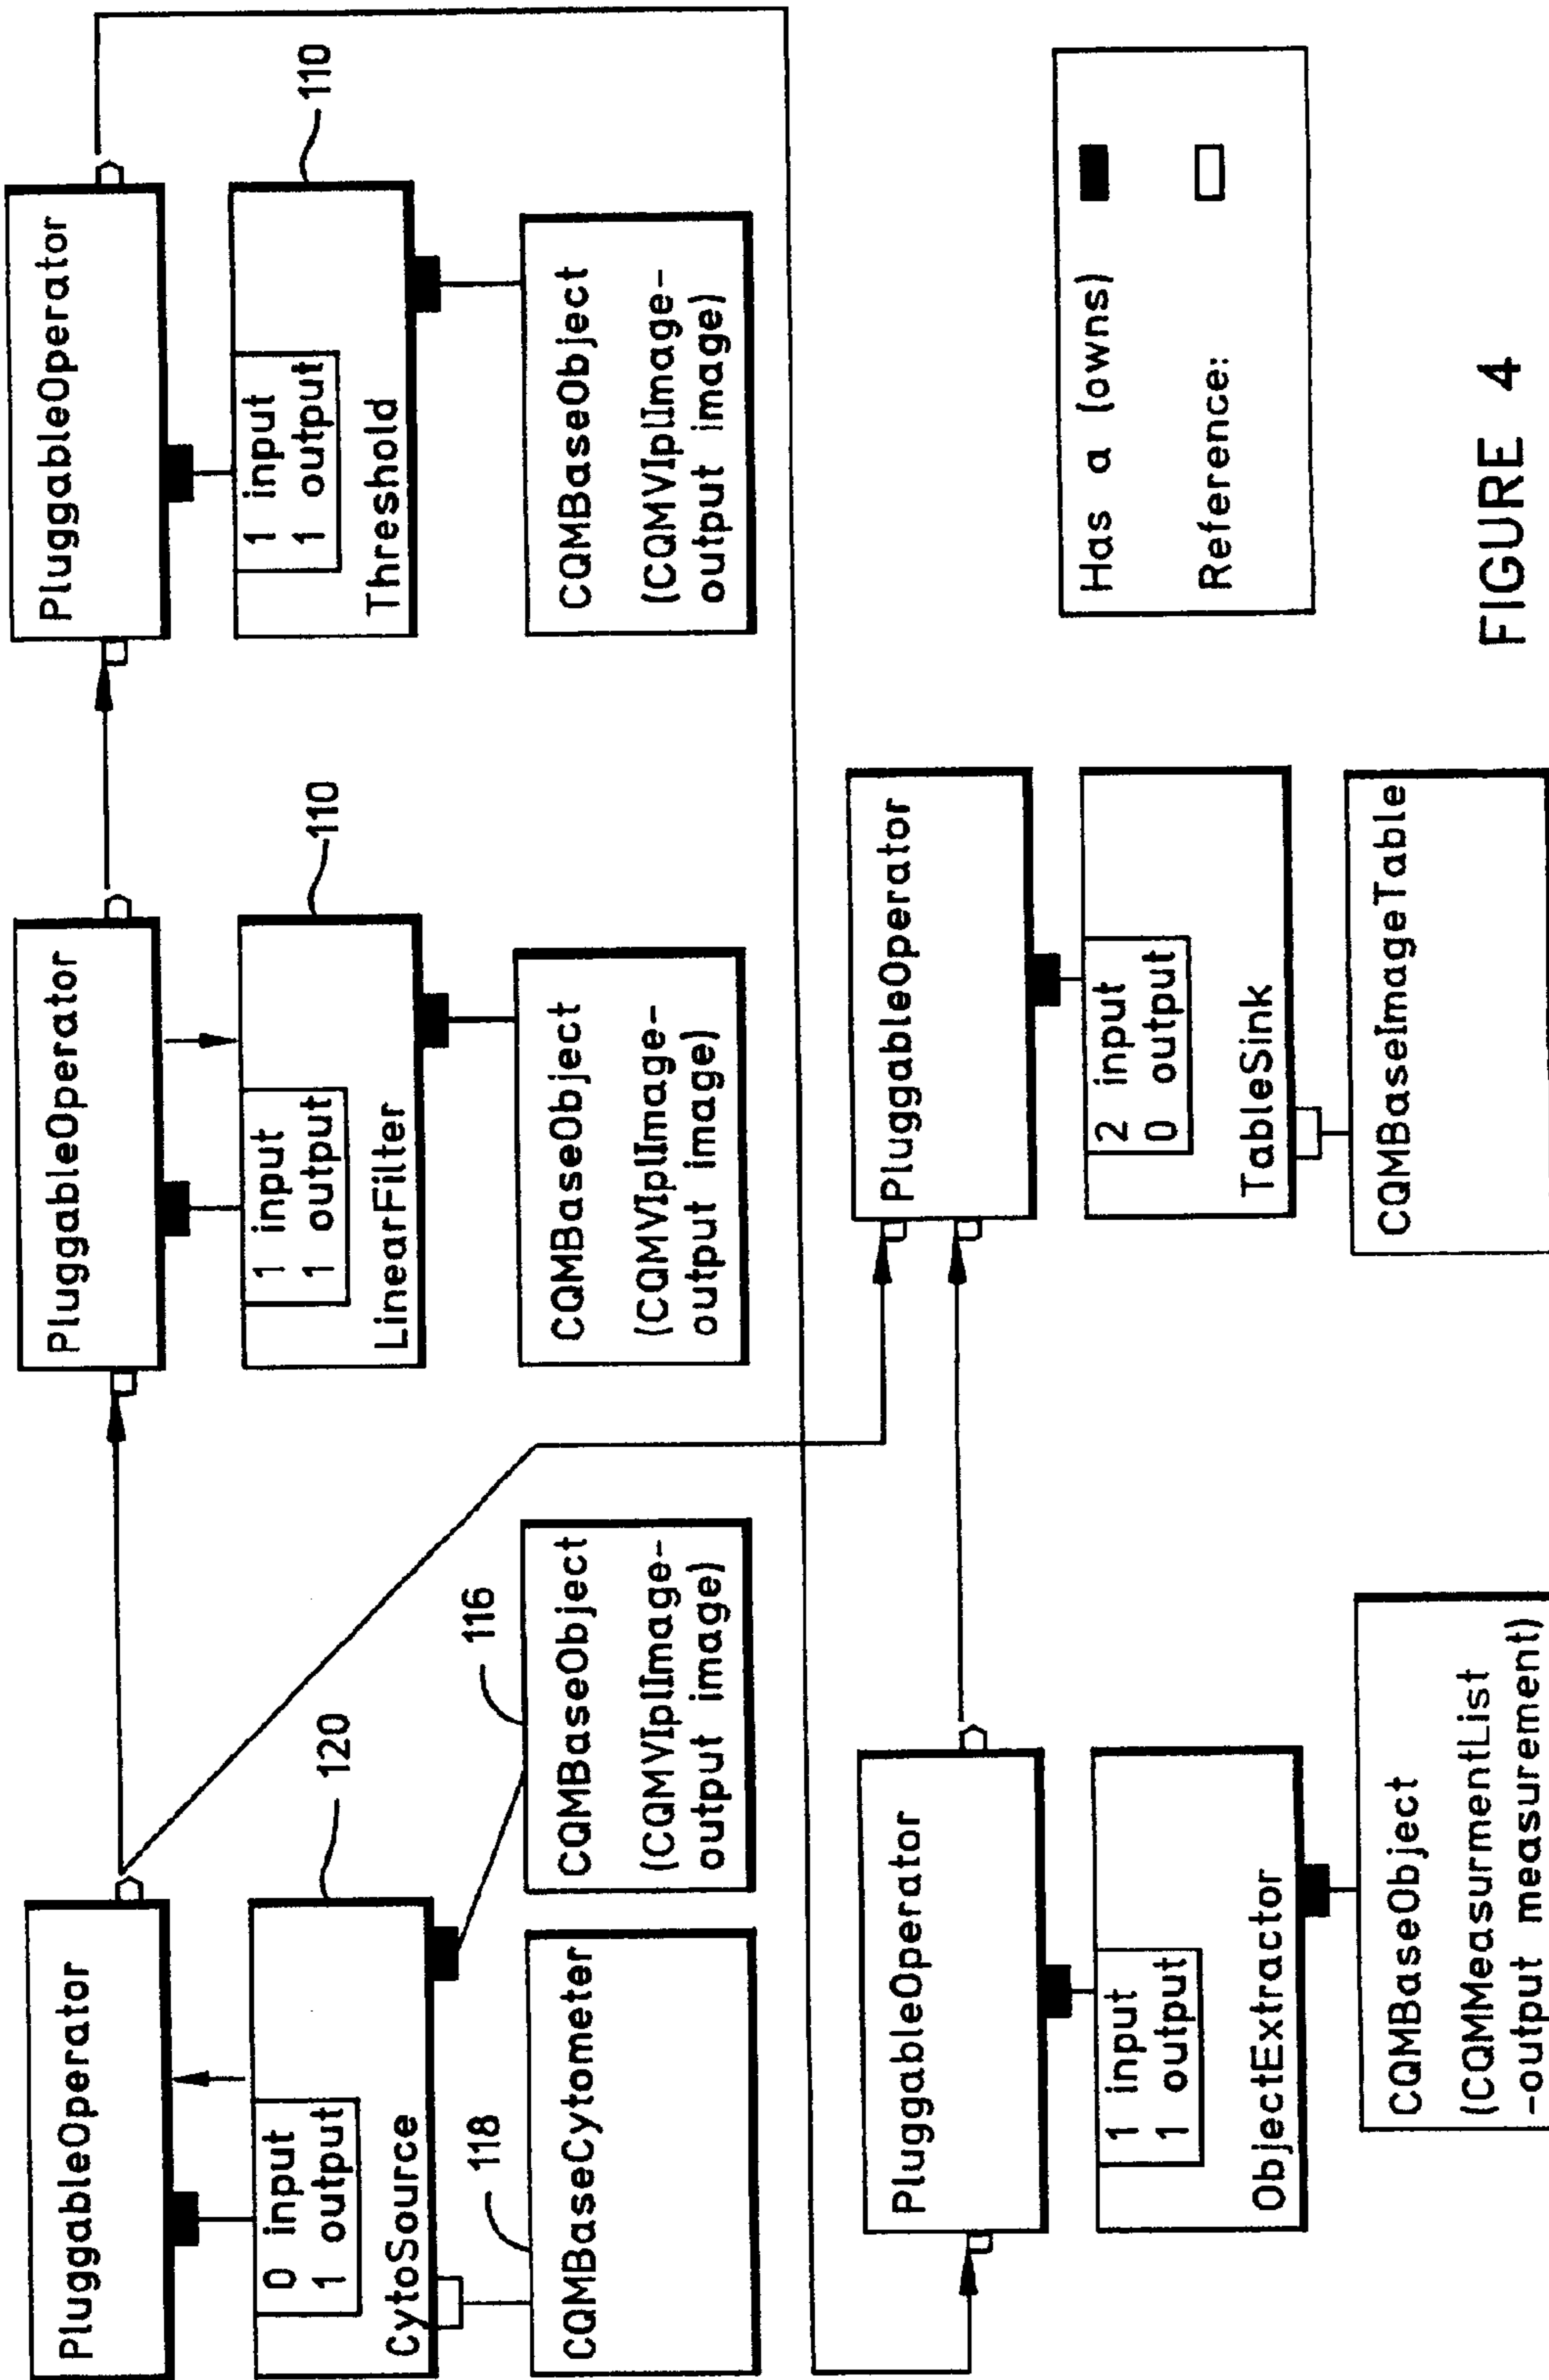 PluggableOperator
0 input
1 output
CytoSource
120
118
CQMBaseCytometer
116
CQMBaseObject
(CQMVIplImage-
output image)
PluggableOperator
1 input
1 output
LinearFilter
110
CQMBaseObject
(CQMVIplImage-
output image)
PluggableOperator
1 input
1 output
Threshold
110
CQMBaseObject
(CQMVIplImage-
output image)
PluggableOperator
1 input
1 output
ObjectExtractor
CQMBaseObject
(CQMMeasurmentList
-output measurement)
PluggableOperator
2 input
0 output
TableSink
CQMBaseImageTable
Has a (owns)
Reference:
FIGURE 4